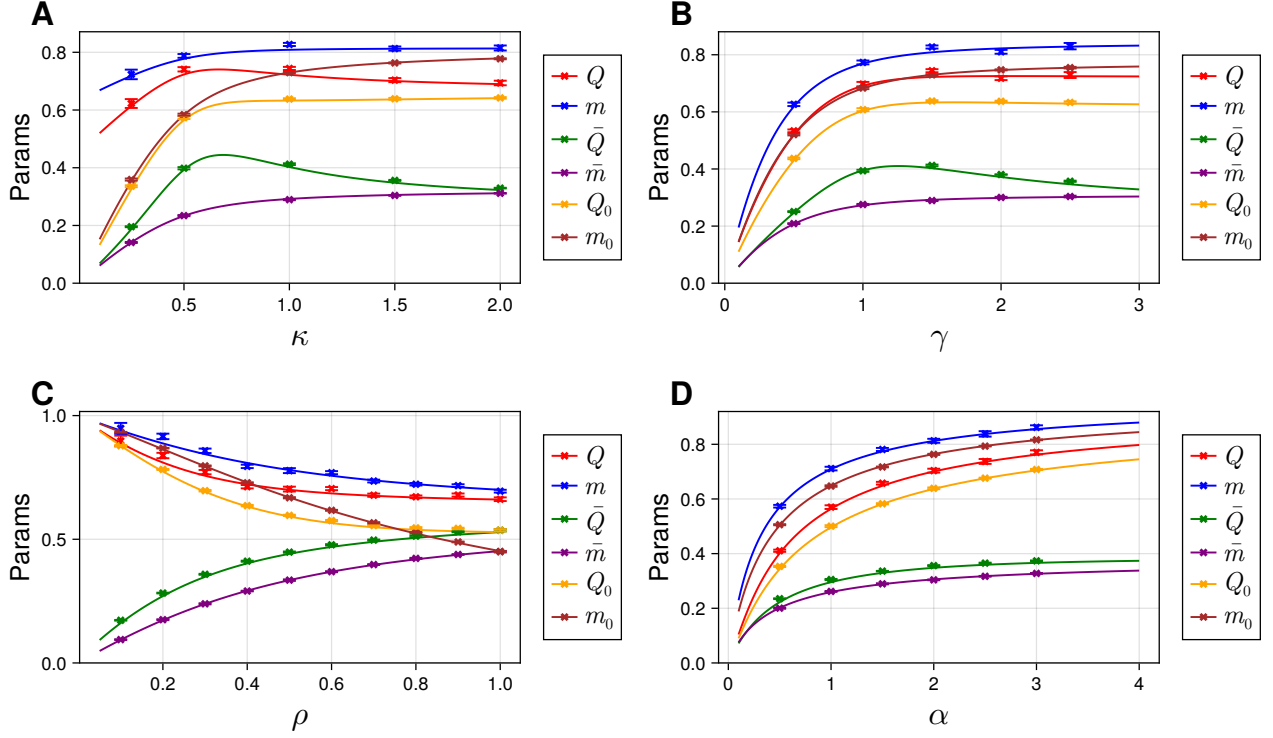 A
Params
0.8
0.6
0.4
0.2
0.0
0.5
1.0
1.5
2.0
κ
Q
m
Q̄
m̄
Q₀
m₀
B
Params
0.8
0.6
0.4
0.2
0.0
0
1
2
3
γ
Q
m
Q̄
m̄
Q₀
m₀
C
Params
1.0
0.5
0.0
0.2
0.4
0.6
0.8
1.0
ρ
Q
m
Q̄
m̄
Q₀
m₀
D
Params
0.8
0.6
0.4
0.2
0.0
0
1
2
3
4
α
Q
m
Q̄
m̄
Q₀
m₀